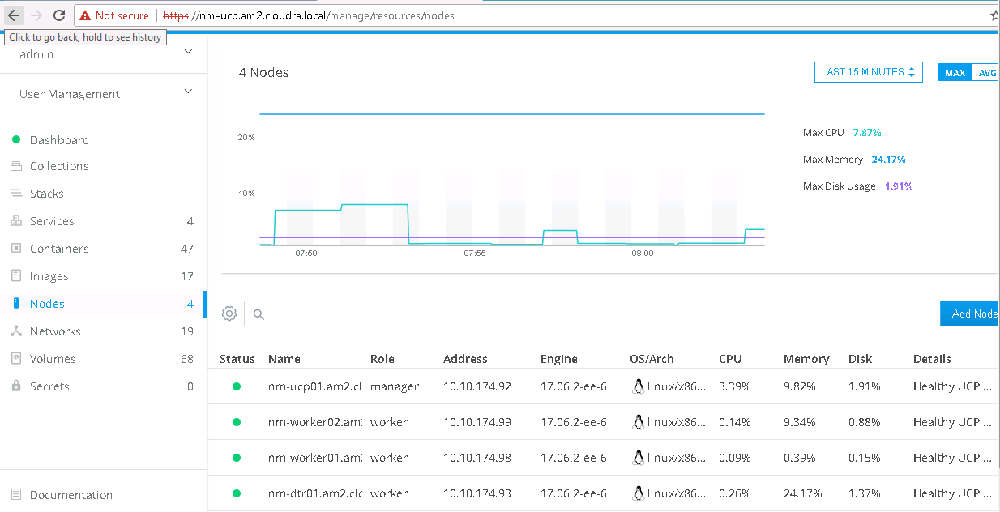 Not secure https://nm-ucp.am2.cloudra.local/manage/resources/nodes
Click to go back, hold to see history
admin
User Management
Dashboard
Collections
Stacks
Services 4
Containers 47
Images 17
Nodes 4
Networks 19
Volumes 68
Secrets 0
Documentation
4 Nodes
LAST 15 MINUTES
MAX AVG
20%
10%
07:50 07:55 08:00
Max CPU 7.87%
Max Memory 24.17%
Max Disk Usage 1.91%
Add Node
Status Name Role Address Engine OS/Arch CPU Memory Disk Details
nm-ucp01.am2.cl manager 10.10.174.92 17.06.2-ee-6 linux/x86... 3.39% 9.82% 1.91% Healthy UCP ...
nm-worker02.am2 worker 10.10.174.99 17.06.2-ee-6 linux/x86... 0.14% 9.34% 0.88% Healthy UCP ...
nm-worker01.am2 worker 10.10.174.98 17.06.2-ee-6 linux/x86... 0.09% 0.39% 0.15% Healthy UCP ...
nm-dtr01.am2.clc worker 10.10.174.93 17.06.2-ee-6 linux/x86... 0.26% 24.17% 1.37% Healthy UCP ...